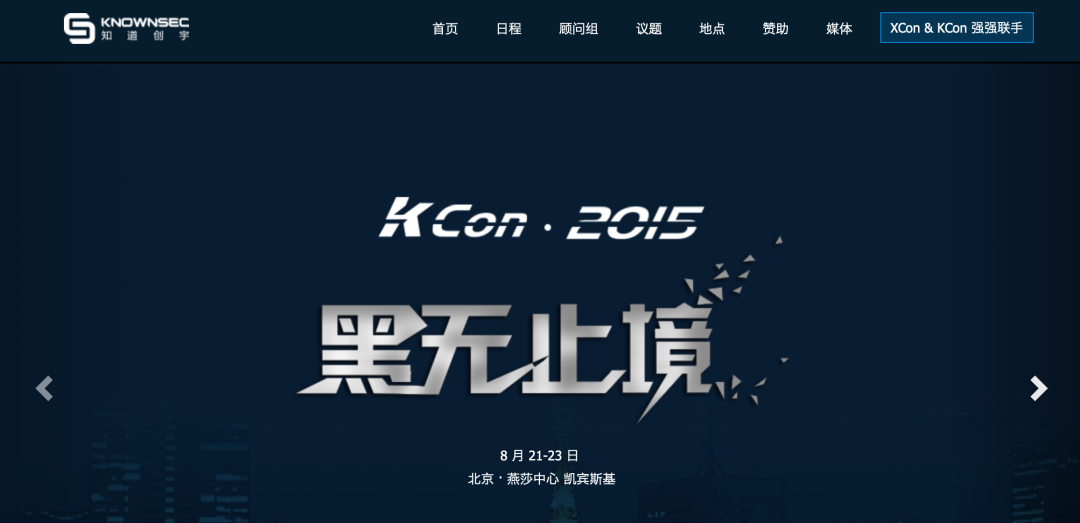 KNOWNSEC
知道创宇
首页 日程 顾问组 议题 地点 赞助 媒体 XCon & KCon 强强联手
KCon · 2015
黑无止境
8 月 21-23 日
北京 · 燕莎中心 凯宾斯基